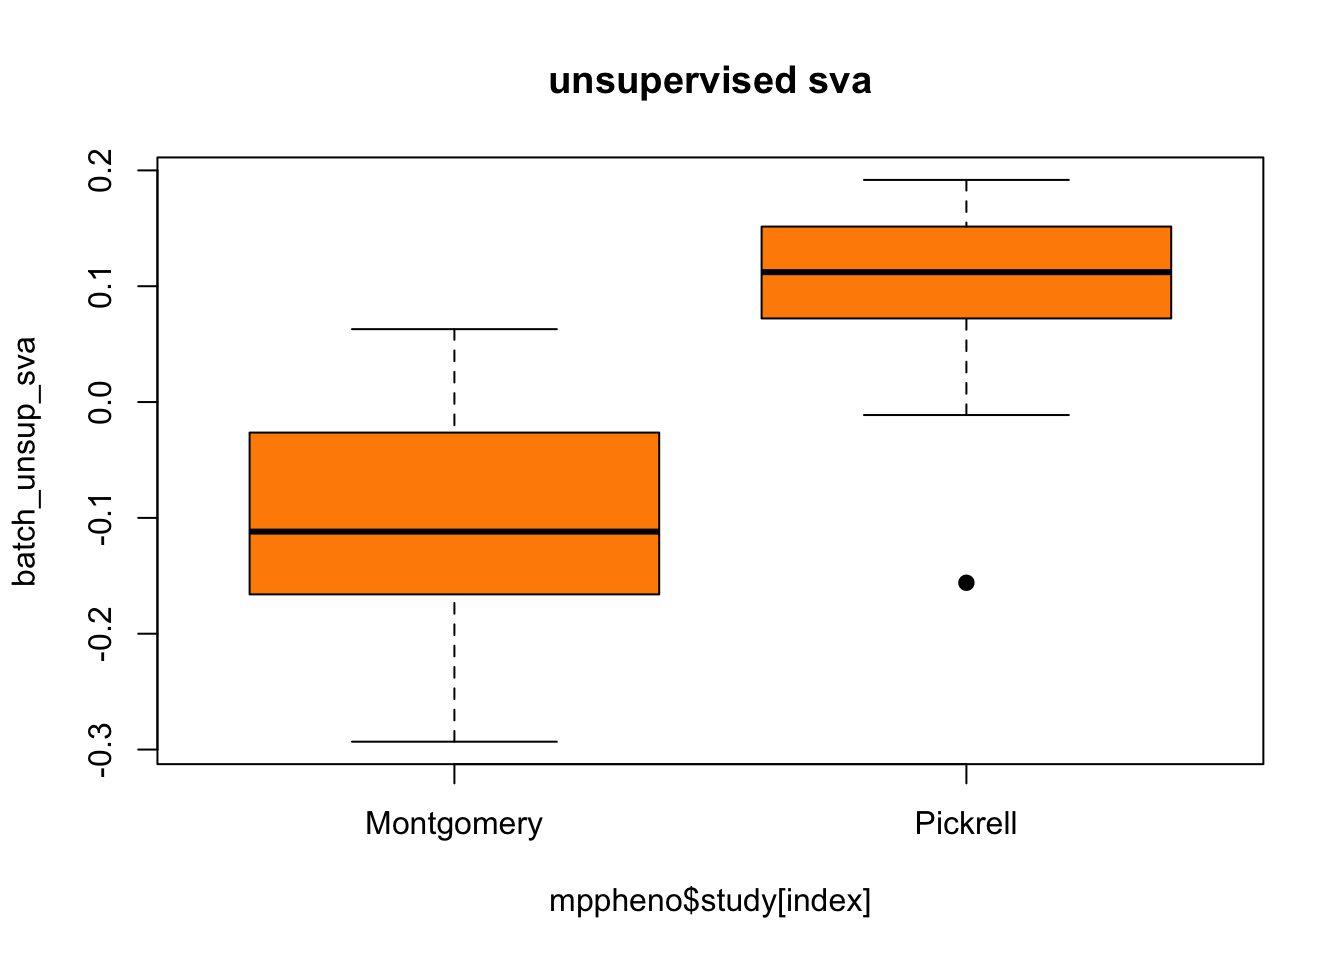 unsupervised sva
batch_unsup_sva
0.2
0.1
0.0
-0.1
-0.2
-0.3
Montgomery
Pickrell
mppheno$study[index]